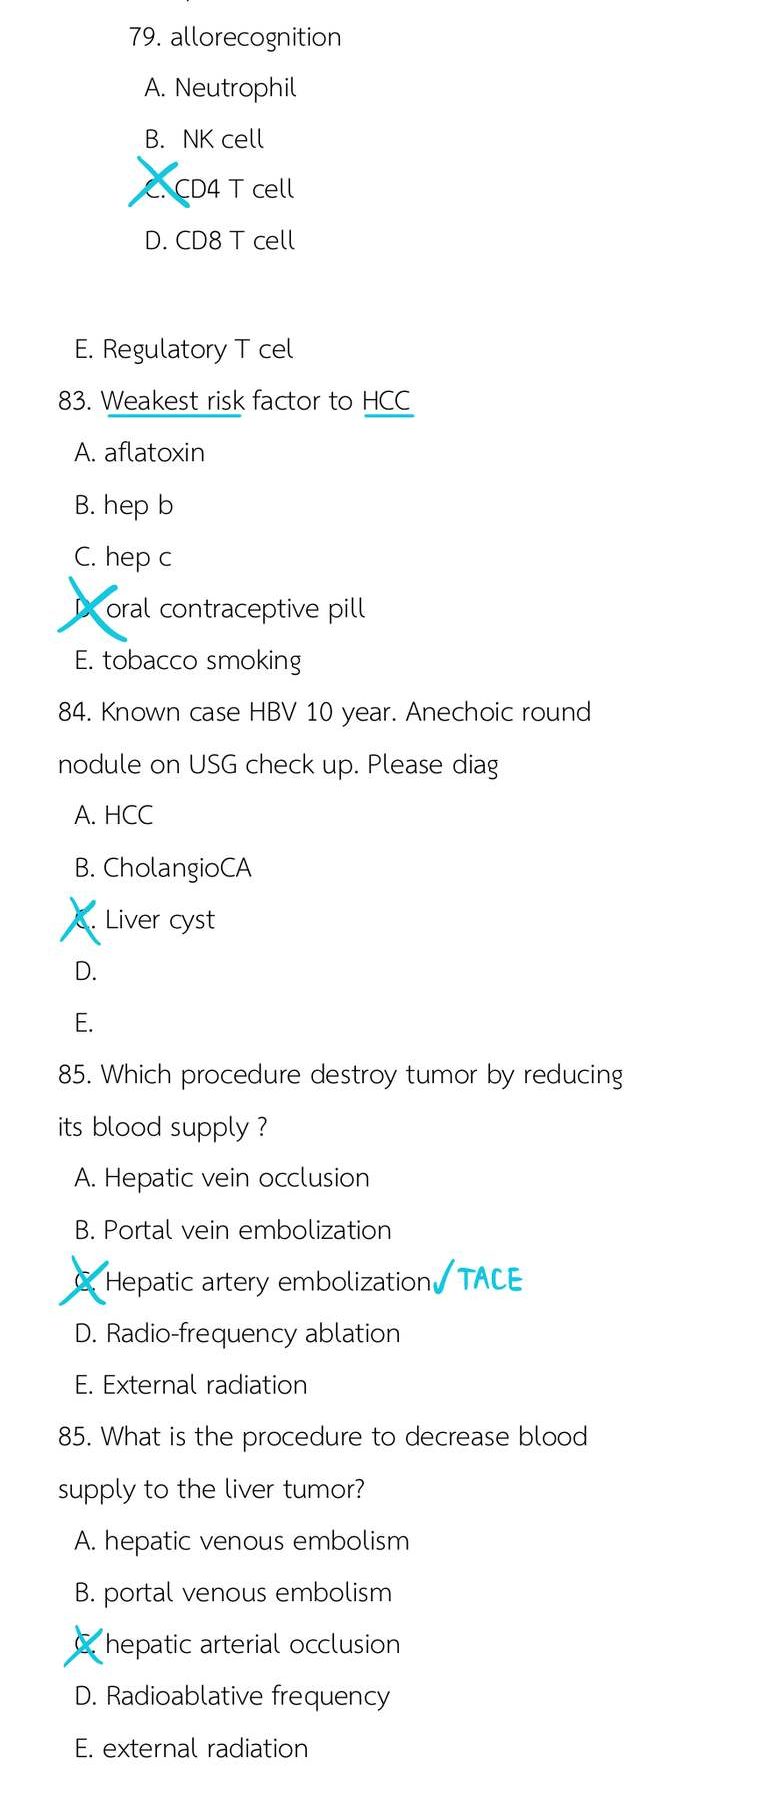 79. allorecognition
A. Neutrophil
B. NK cell
C. CD4 T cell
D. CD8 T cell
E. Regulatory T cel
83. Weakest risk factor to HCC
A. aflatoxin
B. hep b
C. hep c
D. oral contraceptive pill
E. tobacco smoking
84. Known case HBV 10 year. Anechoic round
nodule on USG check up. Please diag
A. HCC
B. CholangioCA
C. Liver cyst
D.
E.
85. Which procedure destroy tumor by reducing
its blood supply ?
A. Hepatic vein occlusion
B. Portal vein embolization
C. Hepatic artery embolization ✓ TACE
D. Radio-frequency ablation
E. External radiation
85. What is the procedure to decrease blood
supply to the liver tumor?
A. hepatic venous embolism
B. portal venous embolism
C. hepatic arterial occlusion
D. Radioablative frequency
E. external radiation